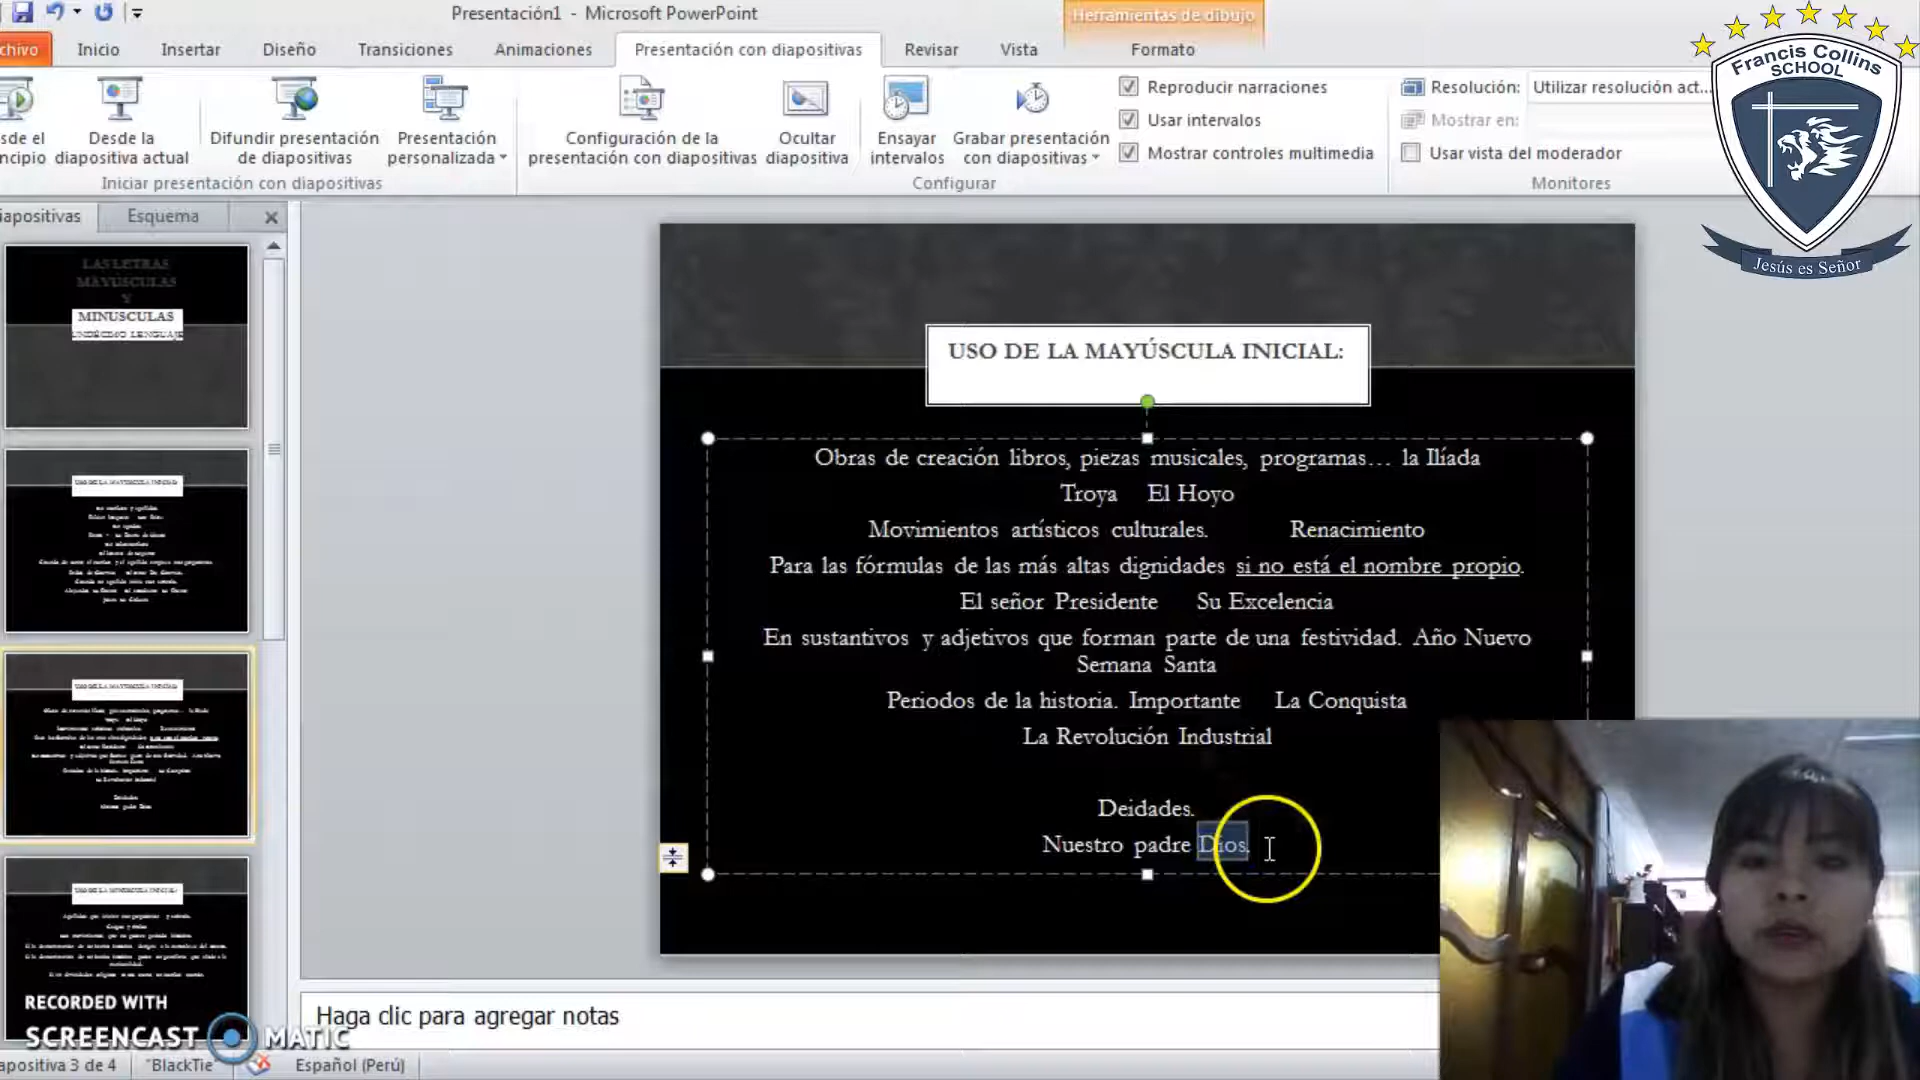 Presentación1 - Microsoft PowerPoint
Herramientas de dibujo
chivo
Inicio
Insertar
Diseño
Transiciones
Animaciones
Presentación con diapositivas
Revisar
Vista
Formato
sde el
ncipio
Desde la
diapositiva actual
Difundir presentación
de diapositivas
Presentación
personalizada
Configuración de la
presentación con diapositivas
Ocultar
diapositiva
Ensayar
intervalos
Grabar presentación
con diapositivas
Reproducir narraciones
Usar intervalos
Mostrar controles multimedia
Resolución: Utilizar resolución act...
Mostrar en:
Usar vista del moderador
Iniciar presentación con diapositivas
Configurar
Monitores
Francis Collins
SCHOOL
Jesús es Señor
iapositivas
Esquema
LAS LETRAS
MAYÚSCULAS
Y
MINUSCULAS
UNDÉCIMO LENGUAJE
USO DE LA MAYÚSCULA INICIAL:
Obras de creación libros, piezas musicales, programas... la Ilíada
Troya El Hoyo
Movimientos artísticos culturales. Renacimiento
Para las fórmulas de las más altas dignidades si no está el nombre propio.
El señor Presidente Su Excelencia
En sustantivos y adjetivos que forman parte de una festividad. Año Nuevo
Semana Santa
Periodos de la historia. Importante La Conquista
La Revolución Industrial
Deidades.
Nuestro padre Dios.
Haga clic para agregar notas
RECORDED WITH
SCREENCAST MATIC
apositiva 3 de 4
"BlackTie"
Español (Perú)